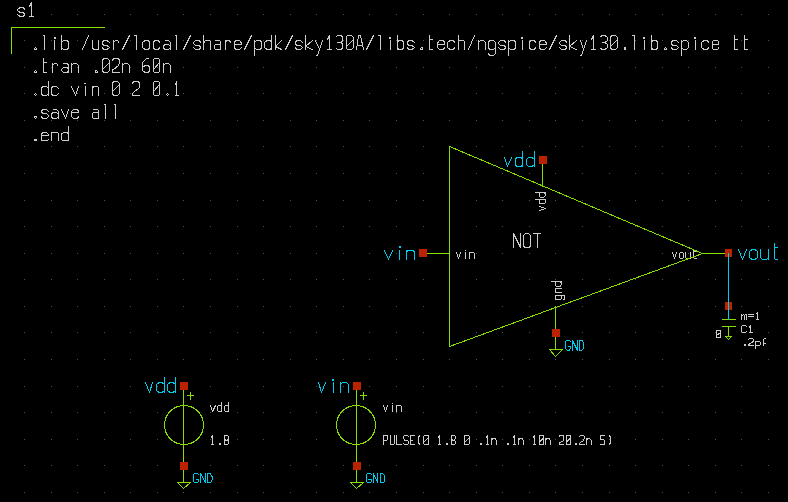 s1
.lib /usr/local/share/pdk/sky130A/libs.tech/ngspice/sky130.lib.spice tt
.tran .02n 60n
.dc vin 0 2 0.1
.save all
.end
vdd
vdd
NOT
vin
vin
vout
vout
gnd
GND
m=1
0
C1
.2pf
vdd
vdd
1.8
GND
vin
vin
PULSE(0 1.8 0 .1n .1n 10n 20.2n 5)
GND